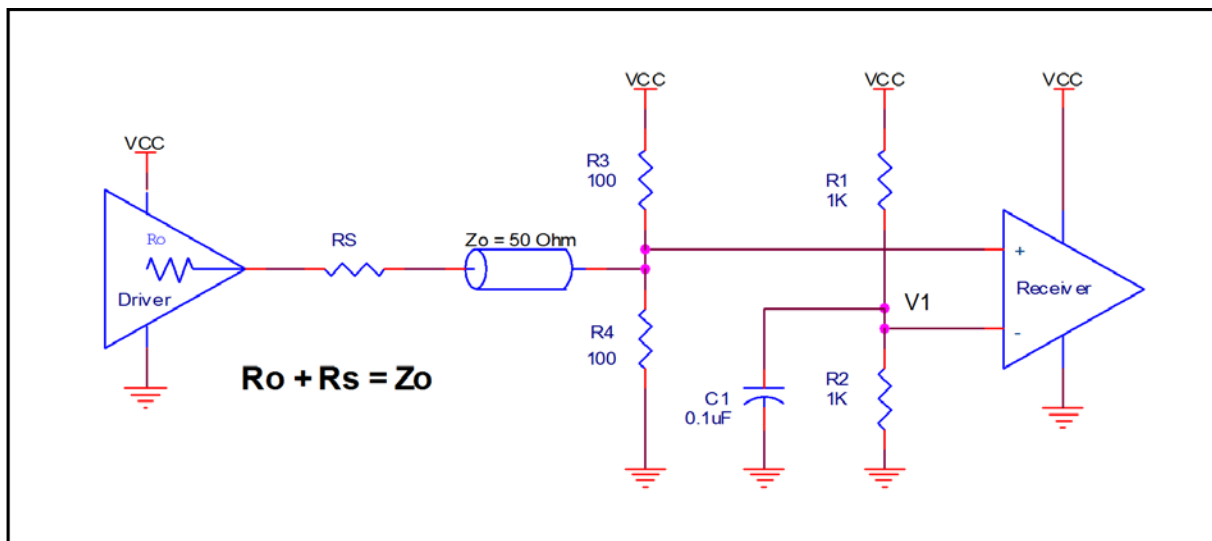 VCC
VCC
VCC
VCC
R3
100
R1
1K
Ro
RS
Zo = 50 Ohm
+
Driver
Receiver
V1
-
R4
100
Ro + Rs = Zo
C1
0.1uF
R2
1K